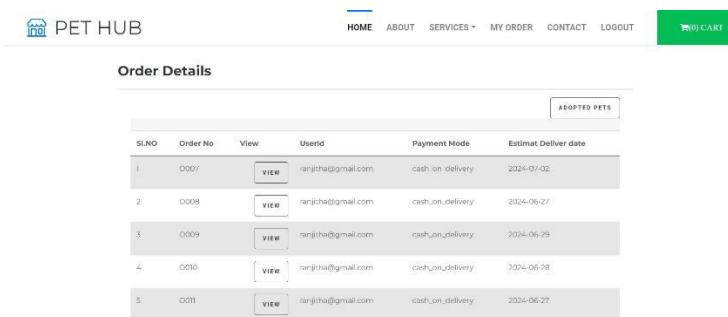 PET HUB
HOME ABOUT SERVICES MY ORDER CONTACT LOGOUT (0) CART
Order Details
ADOPTED PETS
Sl.NO Order No View UserId Payment Mode Estimat Deliver date
1 O007 VIEW ranjitha@gmail.com cash_on_delivery 2024-07-02
2 O008 VIEW ranjitha@gmail.com cash_on_delivery 2024-06-27
3 O009 VIEW ranjitha@gmail.com cash_on_delivery 2024-06-29
4 O010 VIEW ranjitha@gmail.com cash_on_delivery 2024-06-28
5 O011 VIEW ranjitha@gmail.com cash_on_delivery 2024-06-27